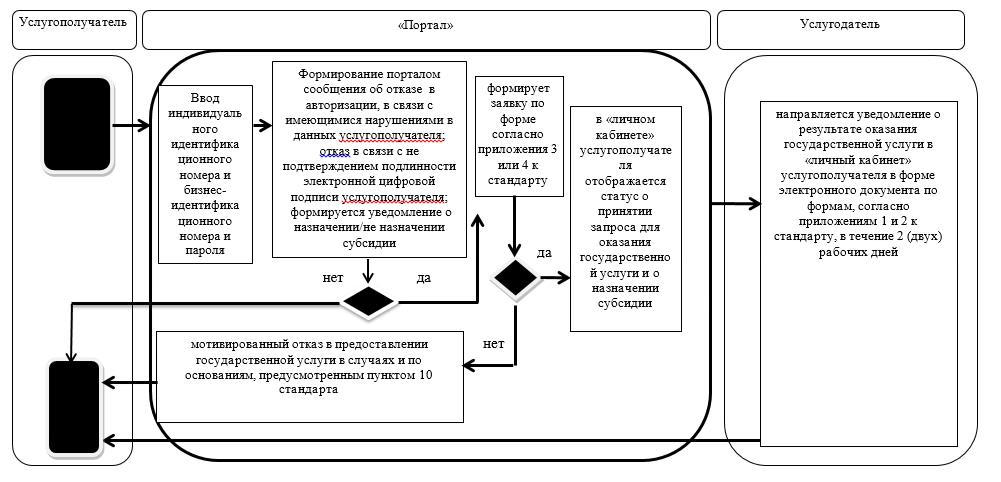 Услугополучатель
«Портал»
Услугодатель
Ввод
индивидуаль
ного
идентифика
ционного
номера и
бизнес-
идентифика
ционного
номера и
пароля
Формирование порталом
сообщения об отказе в
авторизации, в связи с
имеющимися нарушениями в
данных услугополучателя;
отказ в связи с не
подтверждением подлинности
электронной цифровой
подписи услугополучателя;
формируется уведомление о
назначении/не назначении
субсидии
формирует
заявку по
форме
согласно
приложения 3
или 4 к
стандарту
в «личном
кабинете»
услугополучате
ля
отображается
статус о
принятии
запроса для
оказания
государственно
й услуги и о
назначении
субсидии
направляется уведомление о
результате оказания
государственной услуги в
«личный кабинет»
услугополучателя в форме
электронного документа по
формам, согласно
приложениям 1 и 2 к
стандарту, в течение 2 (двух)
рабочих дней
нет
да
да
нет
мотивированный отказ в предоставлении
государственной услуги в случаях и по
основаниям, предусмотренным пунктом 10
стандарта